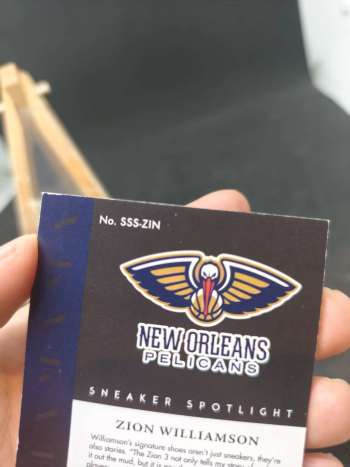 No. SSS-ZIN
NEW ORLEANS
PELICANS
SNEAKER SPOTLIGHT
ZION WILLIAMSON
Williamson's signature shoes aren't just sneakers, they're
also stories. "The Zion 3 not only tells my story of
it out the mud, but it is